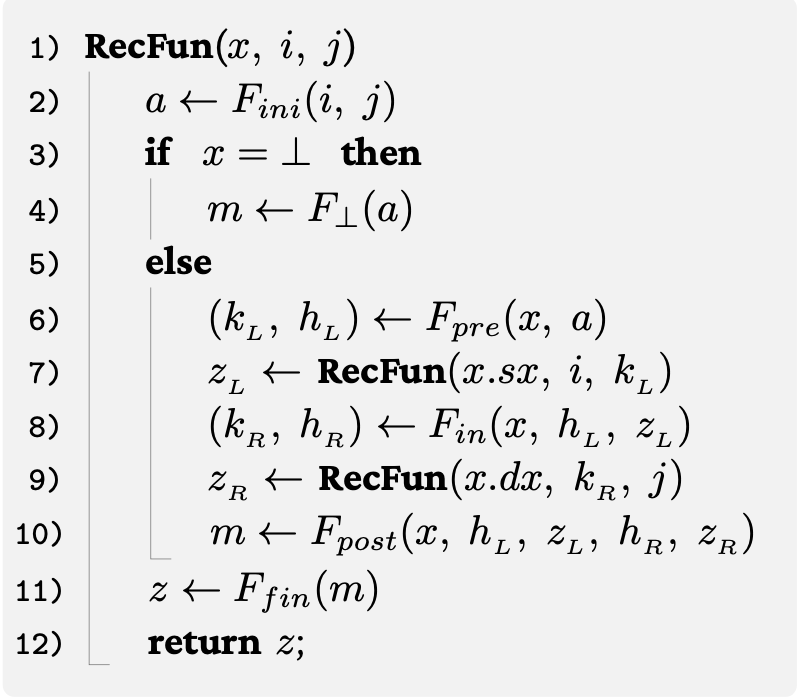 1) RecFun(x, i, j)
2) a ← F_ini(i, j)
3) if x = ⊥ then
4) m ← F_⊥(a)
5) else
6) (k_L, h_L) ← F_pre(x, a)
7) z_L ← RecFun(x.sx, i, k_L)
8) (k_R, h_R) ← F_in(x, h_L, z_L)
9) z_R ← RecFun(x.dx, k_R, j)
10) m ← F_post(x, h_L, z_L, h_R, z_R)
11) z ← F_fin(m)
12) return z;